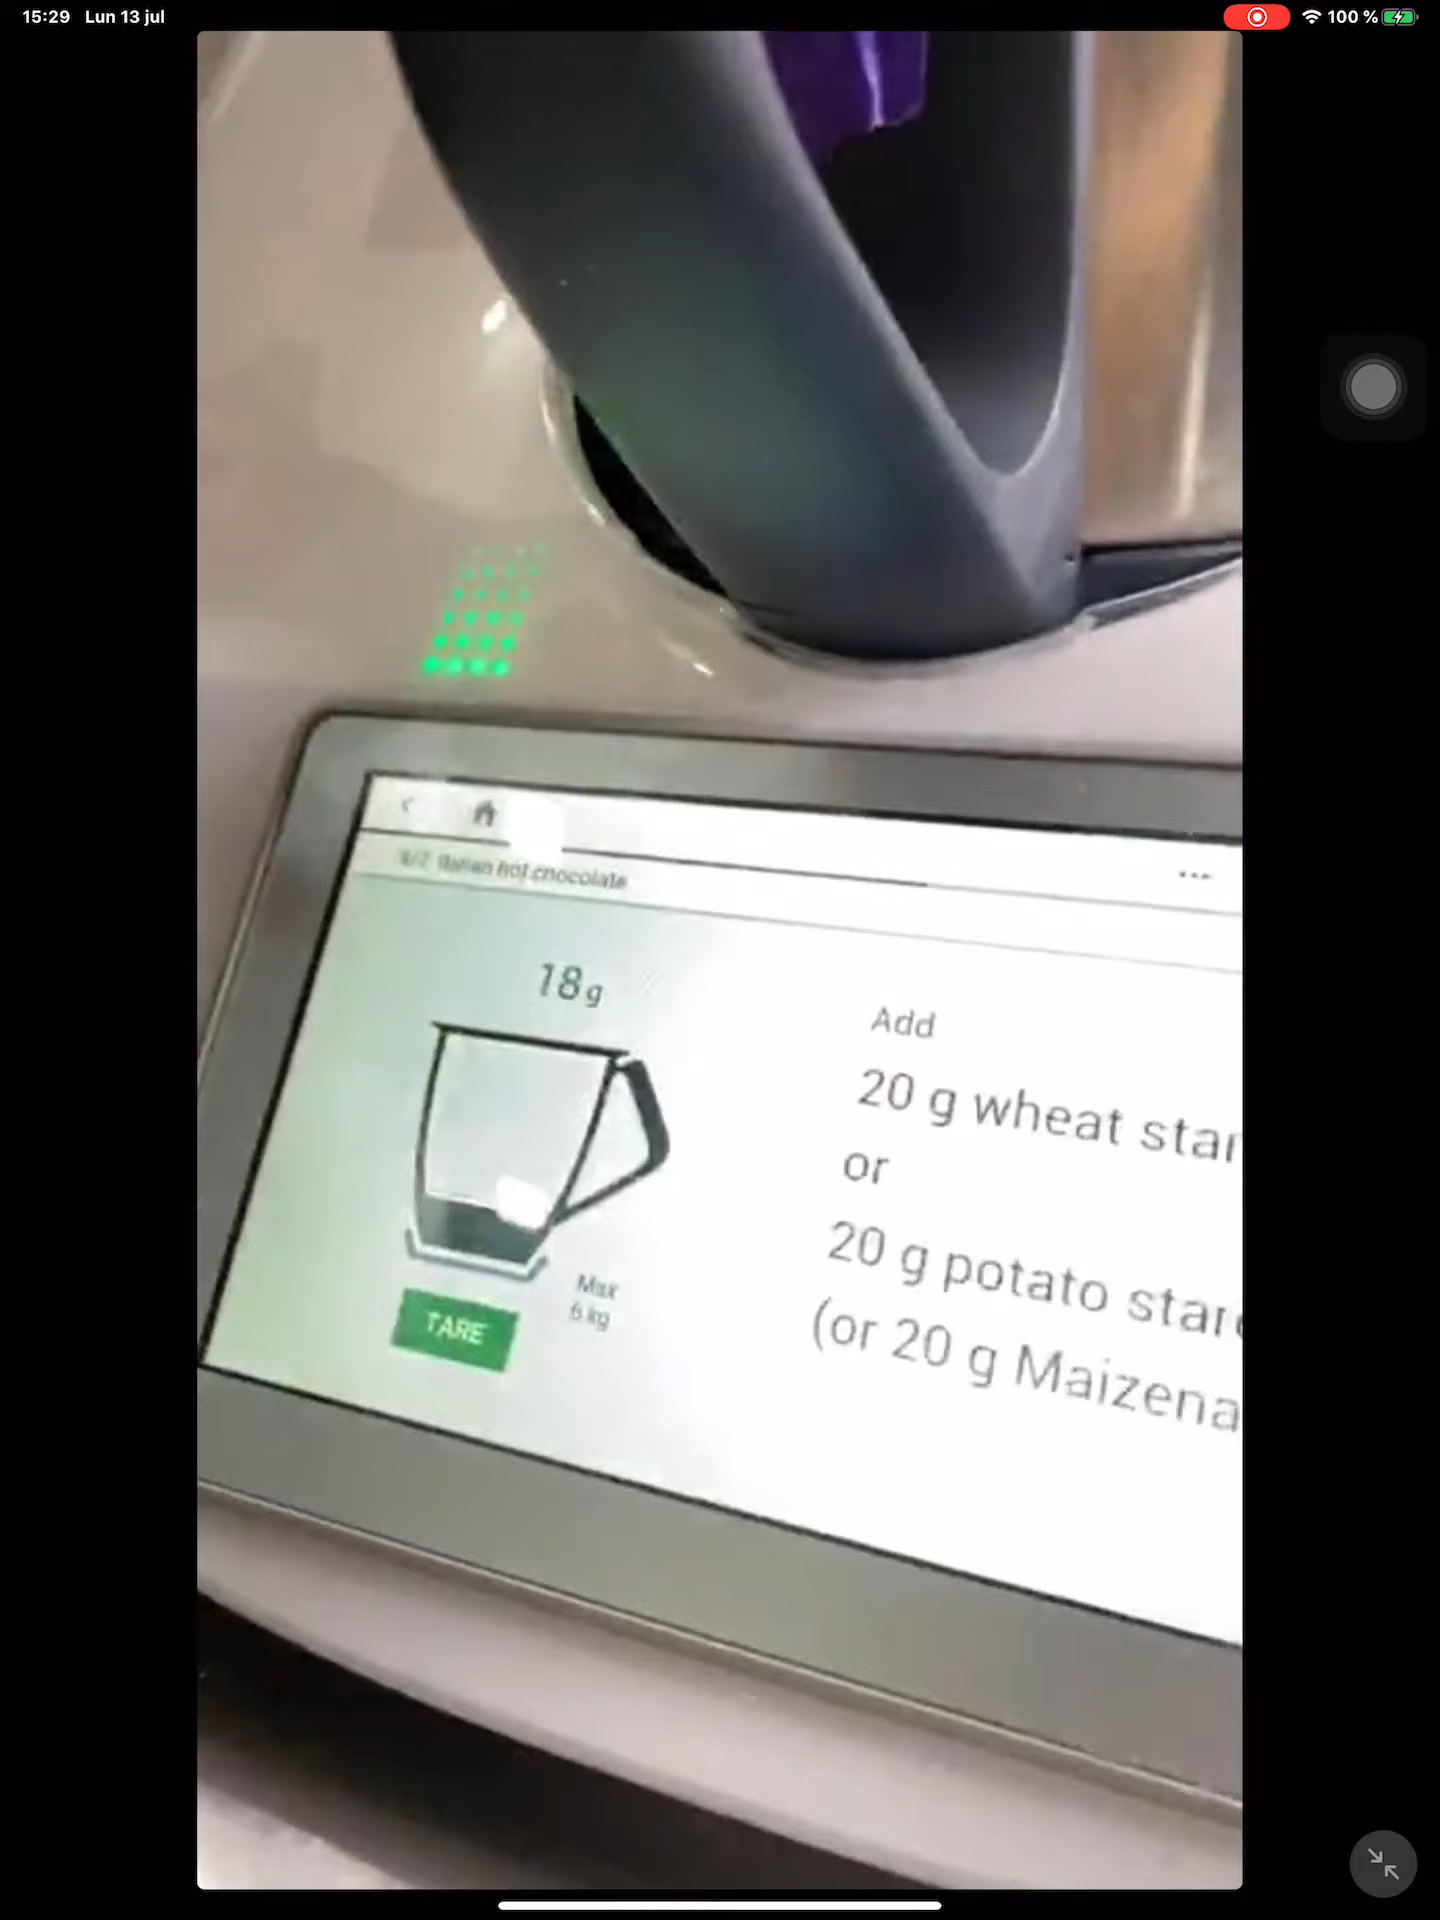 15:29 Lun 13 jul
100 %
Italian hot chocolate
18 g
Add
20 g wheat star
or
20 g potato star
(or 20 g Maizena
Max
6 kg
TARE